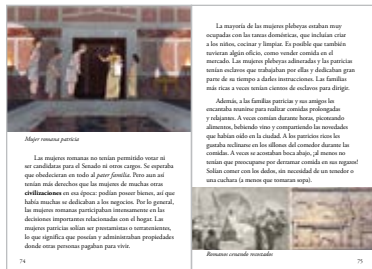 Mujer romana patricia
Las mujeres romanas no tenían permitido votar ni
ser candidatas para el Senado ni otros cargos. Se esperaba
que obedecieran en todo al pater familia. Pero aun así
tenían más derechos que las mujeres de muchas otras
civilizaciones en esa época: podían poseer bienes, así que
había muchas se dedicaban a los negocios. Por lo general,
las mujeres romanas participaban intensamente en las
decisiones importantes relacionadas con el hogar. Las
mujeres patricias solían ser prestamistas o terratenientes,
lo que significa que poseían y administraban propiedades
donde otras personas pagaban para vivir.
74
La mayoría de las mujeres plebeyas estaban muy
ocupadas con las tareas domésticas, que incluían criar
a los niños, cocinar y limpiar. Es posible que también
tuvieran algún oficio, como vender comida en el
mercado. Las mujeres plebeyas adineradas y las patricias
tenían esclavos que trabajaban por ellas y dedicaban gran
parte de su tiempo a darles instrucciones. Las familias
más ricas a veces tenían cientos de esclavos para dirigir.
Además, a las familias patricias y sus amigos les
encantaba reunirse para realizar comidas prolongadas
y relajantes. A veces comían durante horas, picoteando
alimentos, bebiendo vino y compartiendo las novedades
que habían oído en la ciudad. A los patricios ricos les
gustaba reclinarse en los sillones del comedor durante las
comidas. A veces se acostaban boca abajo, ¡al menos no
tenían que preocuparse por derramar comida en sus regazos!
Solían comer con los dedos, sin necesidad de un tenedor o
una cuchara (a menos que tomaran sopa).
Romanos cenando recostados
75